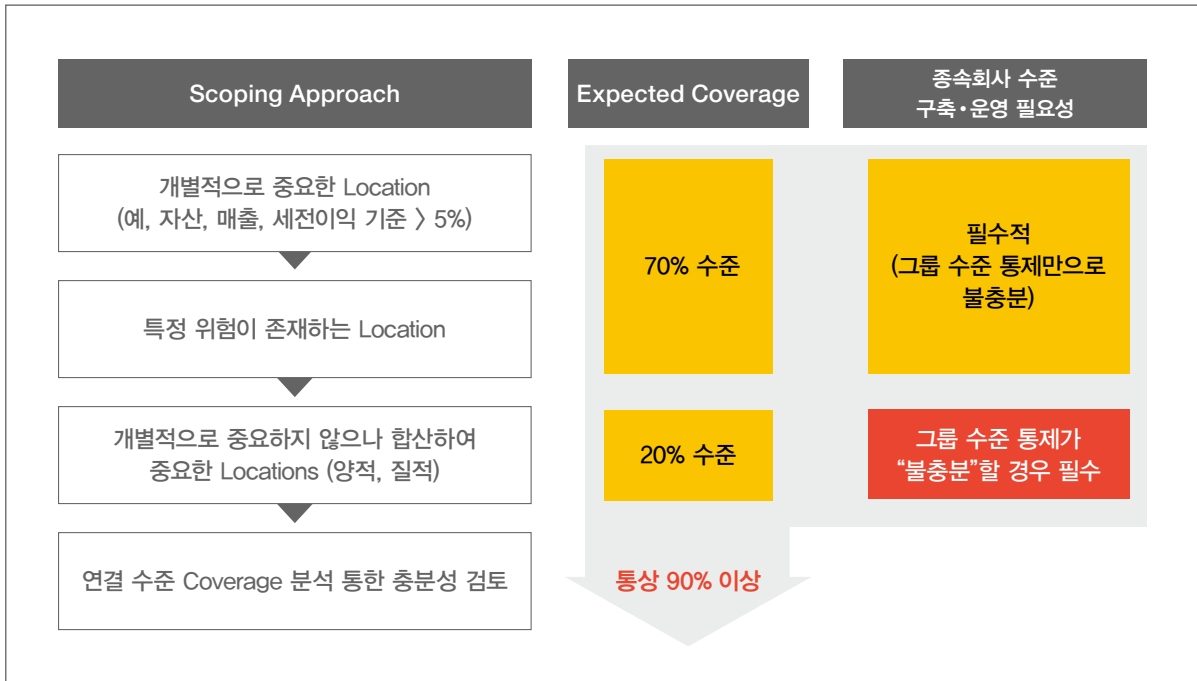 Scoping Approach
Expected Coverage
종속회사 수준
구축•운영 필요성
개별적으로 중요한 Location
(예, 자산, 매출, 세전이익 기준 > 5%)
특정 위험이 존재하는 Location
70% 수준
필수적
(그룹 수준 통제만으로
불충분)
개별적으로 중요하지 않으나 합산하여
중요한 Locations (양적, 질적)
20% 수준
그룹 수준 통제가
“불충분”할 경우 필수
연결 수준 Coverage 분석 통한 충분성 검토
통상 90% 이상